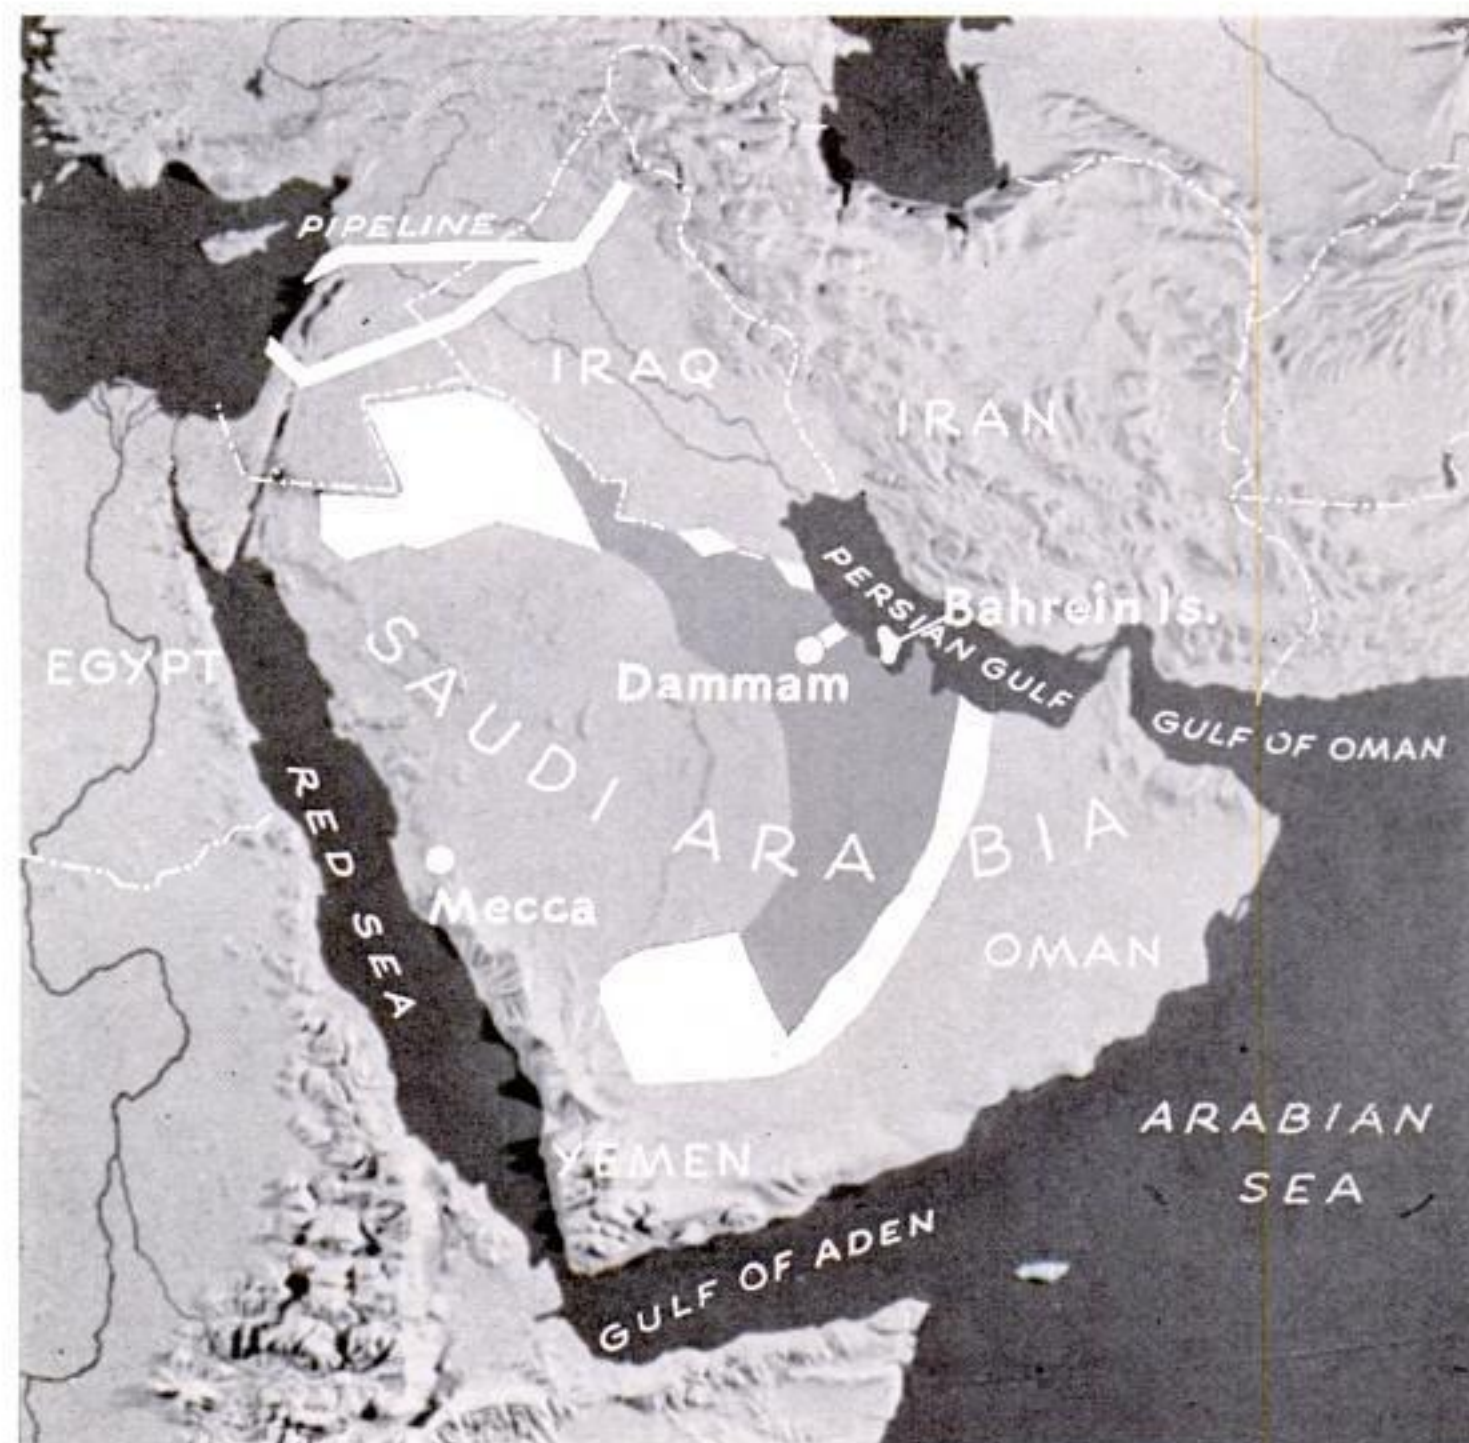 PIPELINE
IRAQ
IRAN
PERSIAN GULF
Bahrein Is.
Dammam
EGYPT
SAUDI ARABIA
GULF OF OMAN
RED SEA
Mecca
OMAN
YEMEN
ARABIAN
SEA
GULF OF ADEN